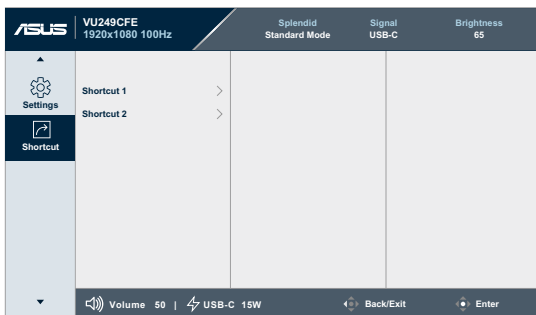 ASUS
VU249CFE
1920x1080 100Hz
Splendid
Standard Mode
Signal
USB-C
Brightness
65
Settings
Shortcut
Shortcut 1
Shortcut 2
Volume 50 | USB-C 15W
Back/Exit
Enter